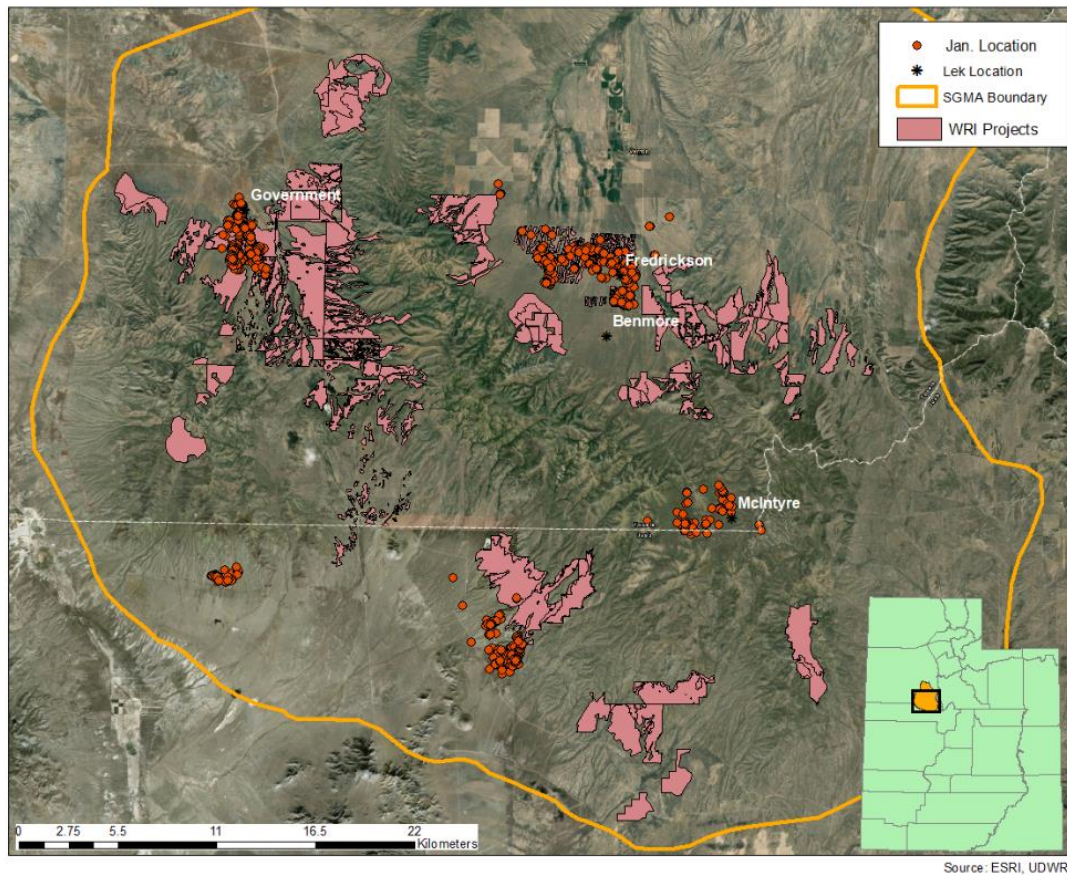 Jan. Location
Lek Location
SGMA Boundary
WRI Projects
Vernon
Government
Fredrickson
Benmore
McIntyre
0 2.75 5.5 11 16.5 22
Kilometers
Source: ESRI, UDWR